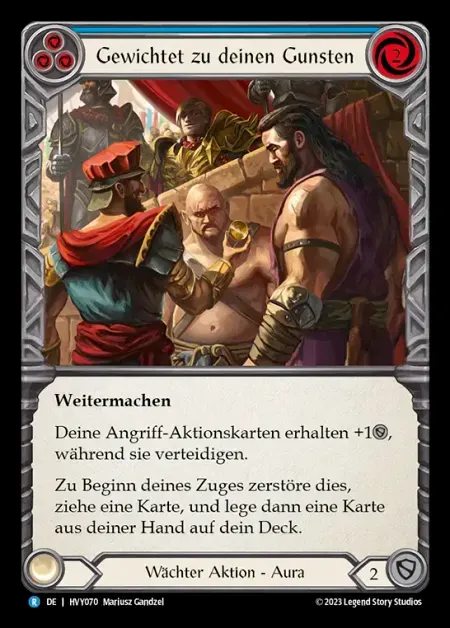 Gewichtet zu deinen Gunsten
2
Weitermachen
Deine Angriff-Aktionskarten erhalten +1,
während sie verteidigen.
Zu Beginn deines Zuges zerstöre dies,
ziehe eine Karte, und lege dann eine Karte
aus deiner Hand auf dein Deck.
Wächter Aktion - Aura
2
R DE | HVY070 Mariusz Gandzel
© 2023 Legend Story Studios